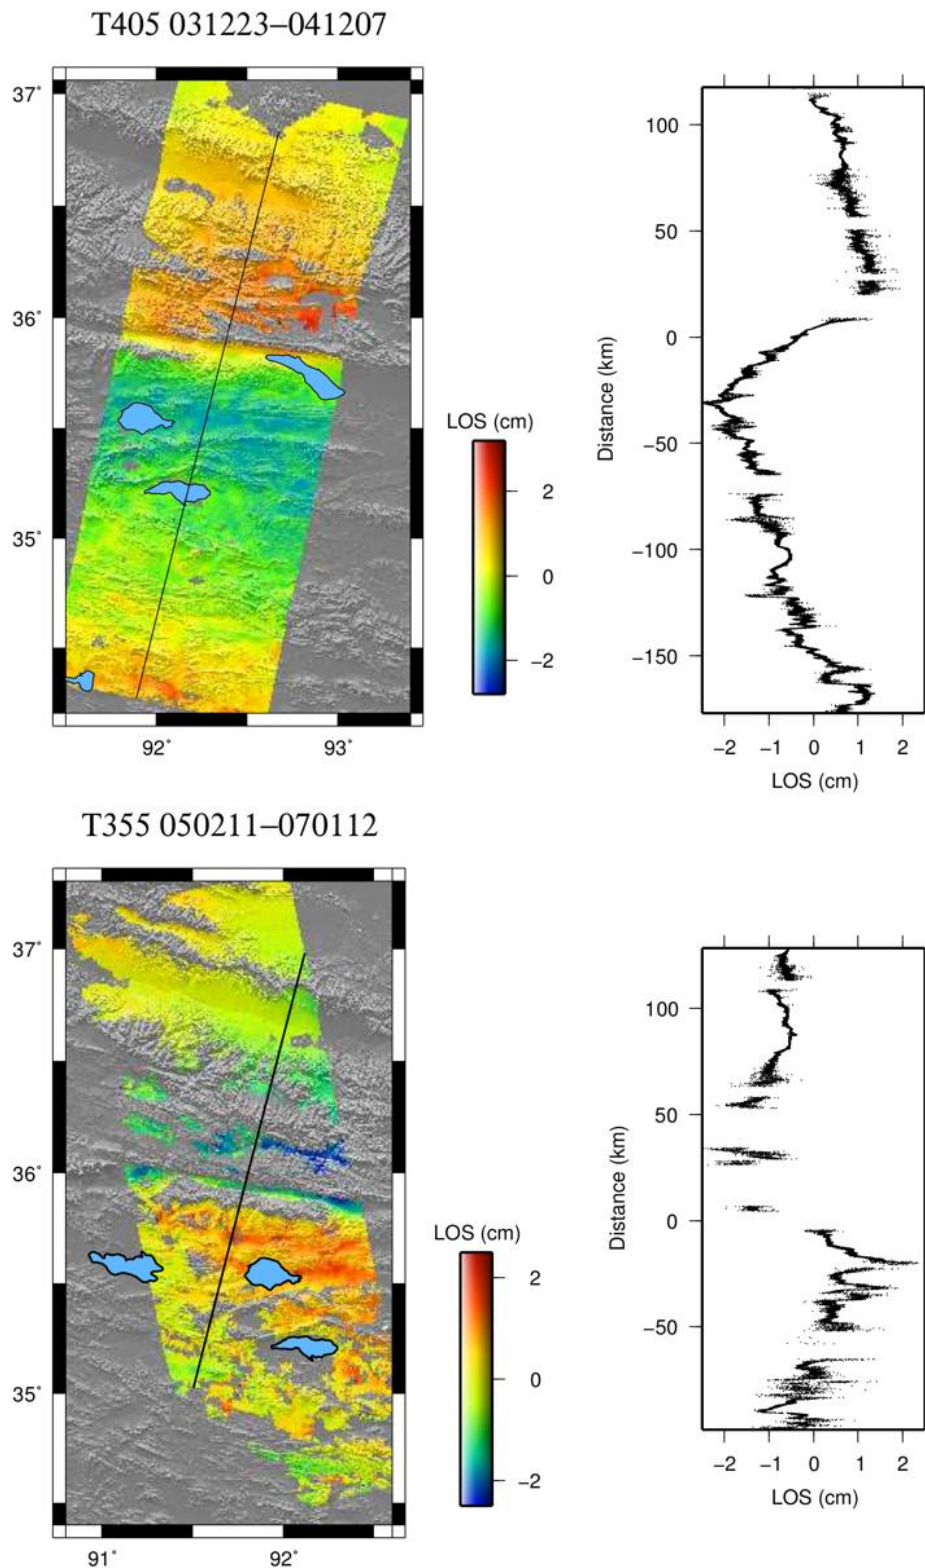 T405 031223–041207
37˚
36˚
35˚
92˚ 93˚
LOS (cm)
2
0
−2
100
50
0
−50
−100
−150
Distance (km)
−2 −1 0 1 2
LOS (cm)
T355 050211–070112
37˚
36˚
35˚
91˚ 92˚
LOS (cm)
2
0
−2
100
50
0
−50
Distance (km)
−2 −1 0 1 2
LOS (cm)